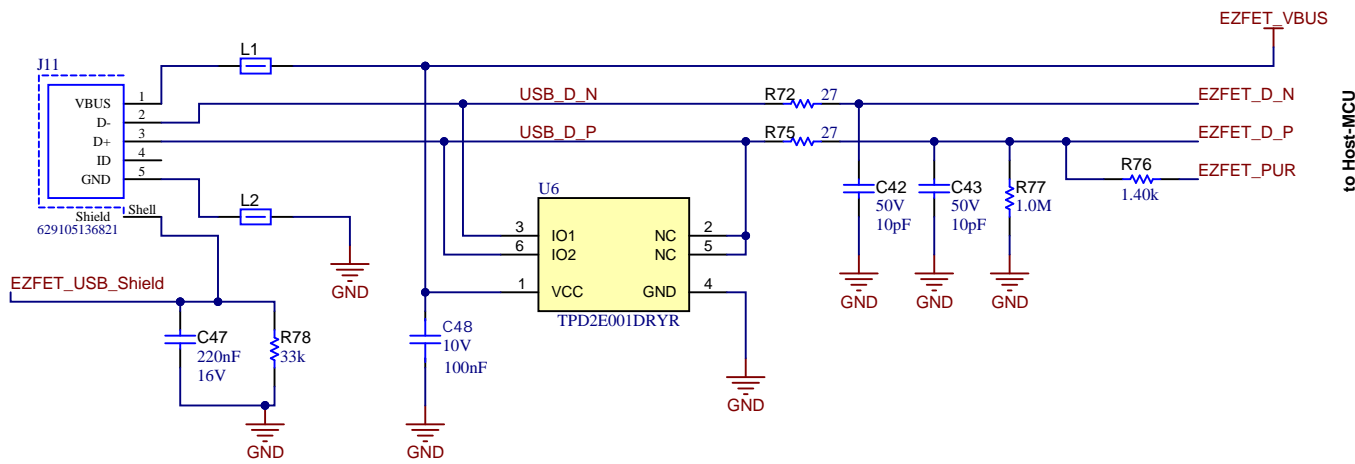 EZFET_VBUS
J11
L1
VBUS 1
D- 2
D+ 3
ID 4
GND 5
Shield Shell
629105136821
USB_D_N
R72 27
EZFET_D_N
USB_D_P
R75 27
EZFET_D_P
R76
1.40k
EZFET_PUR
to Host-MCU
L2
GND
U6
3 IO1 NC 2
6 IO2 NC 5
1 VCC GND 4
TPD2E001DRYR
C42
50V
10pF
C43
50V
10pF
R77
1.0M
GND
GND
GND
EZFET_USB_Shield
C47
220nF
16V
R78
33k
GND
C48
10V
100nF
GND
GND